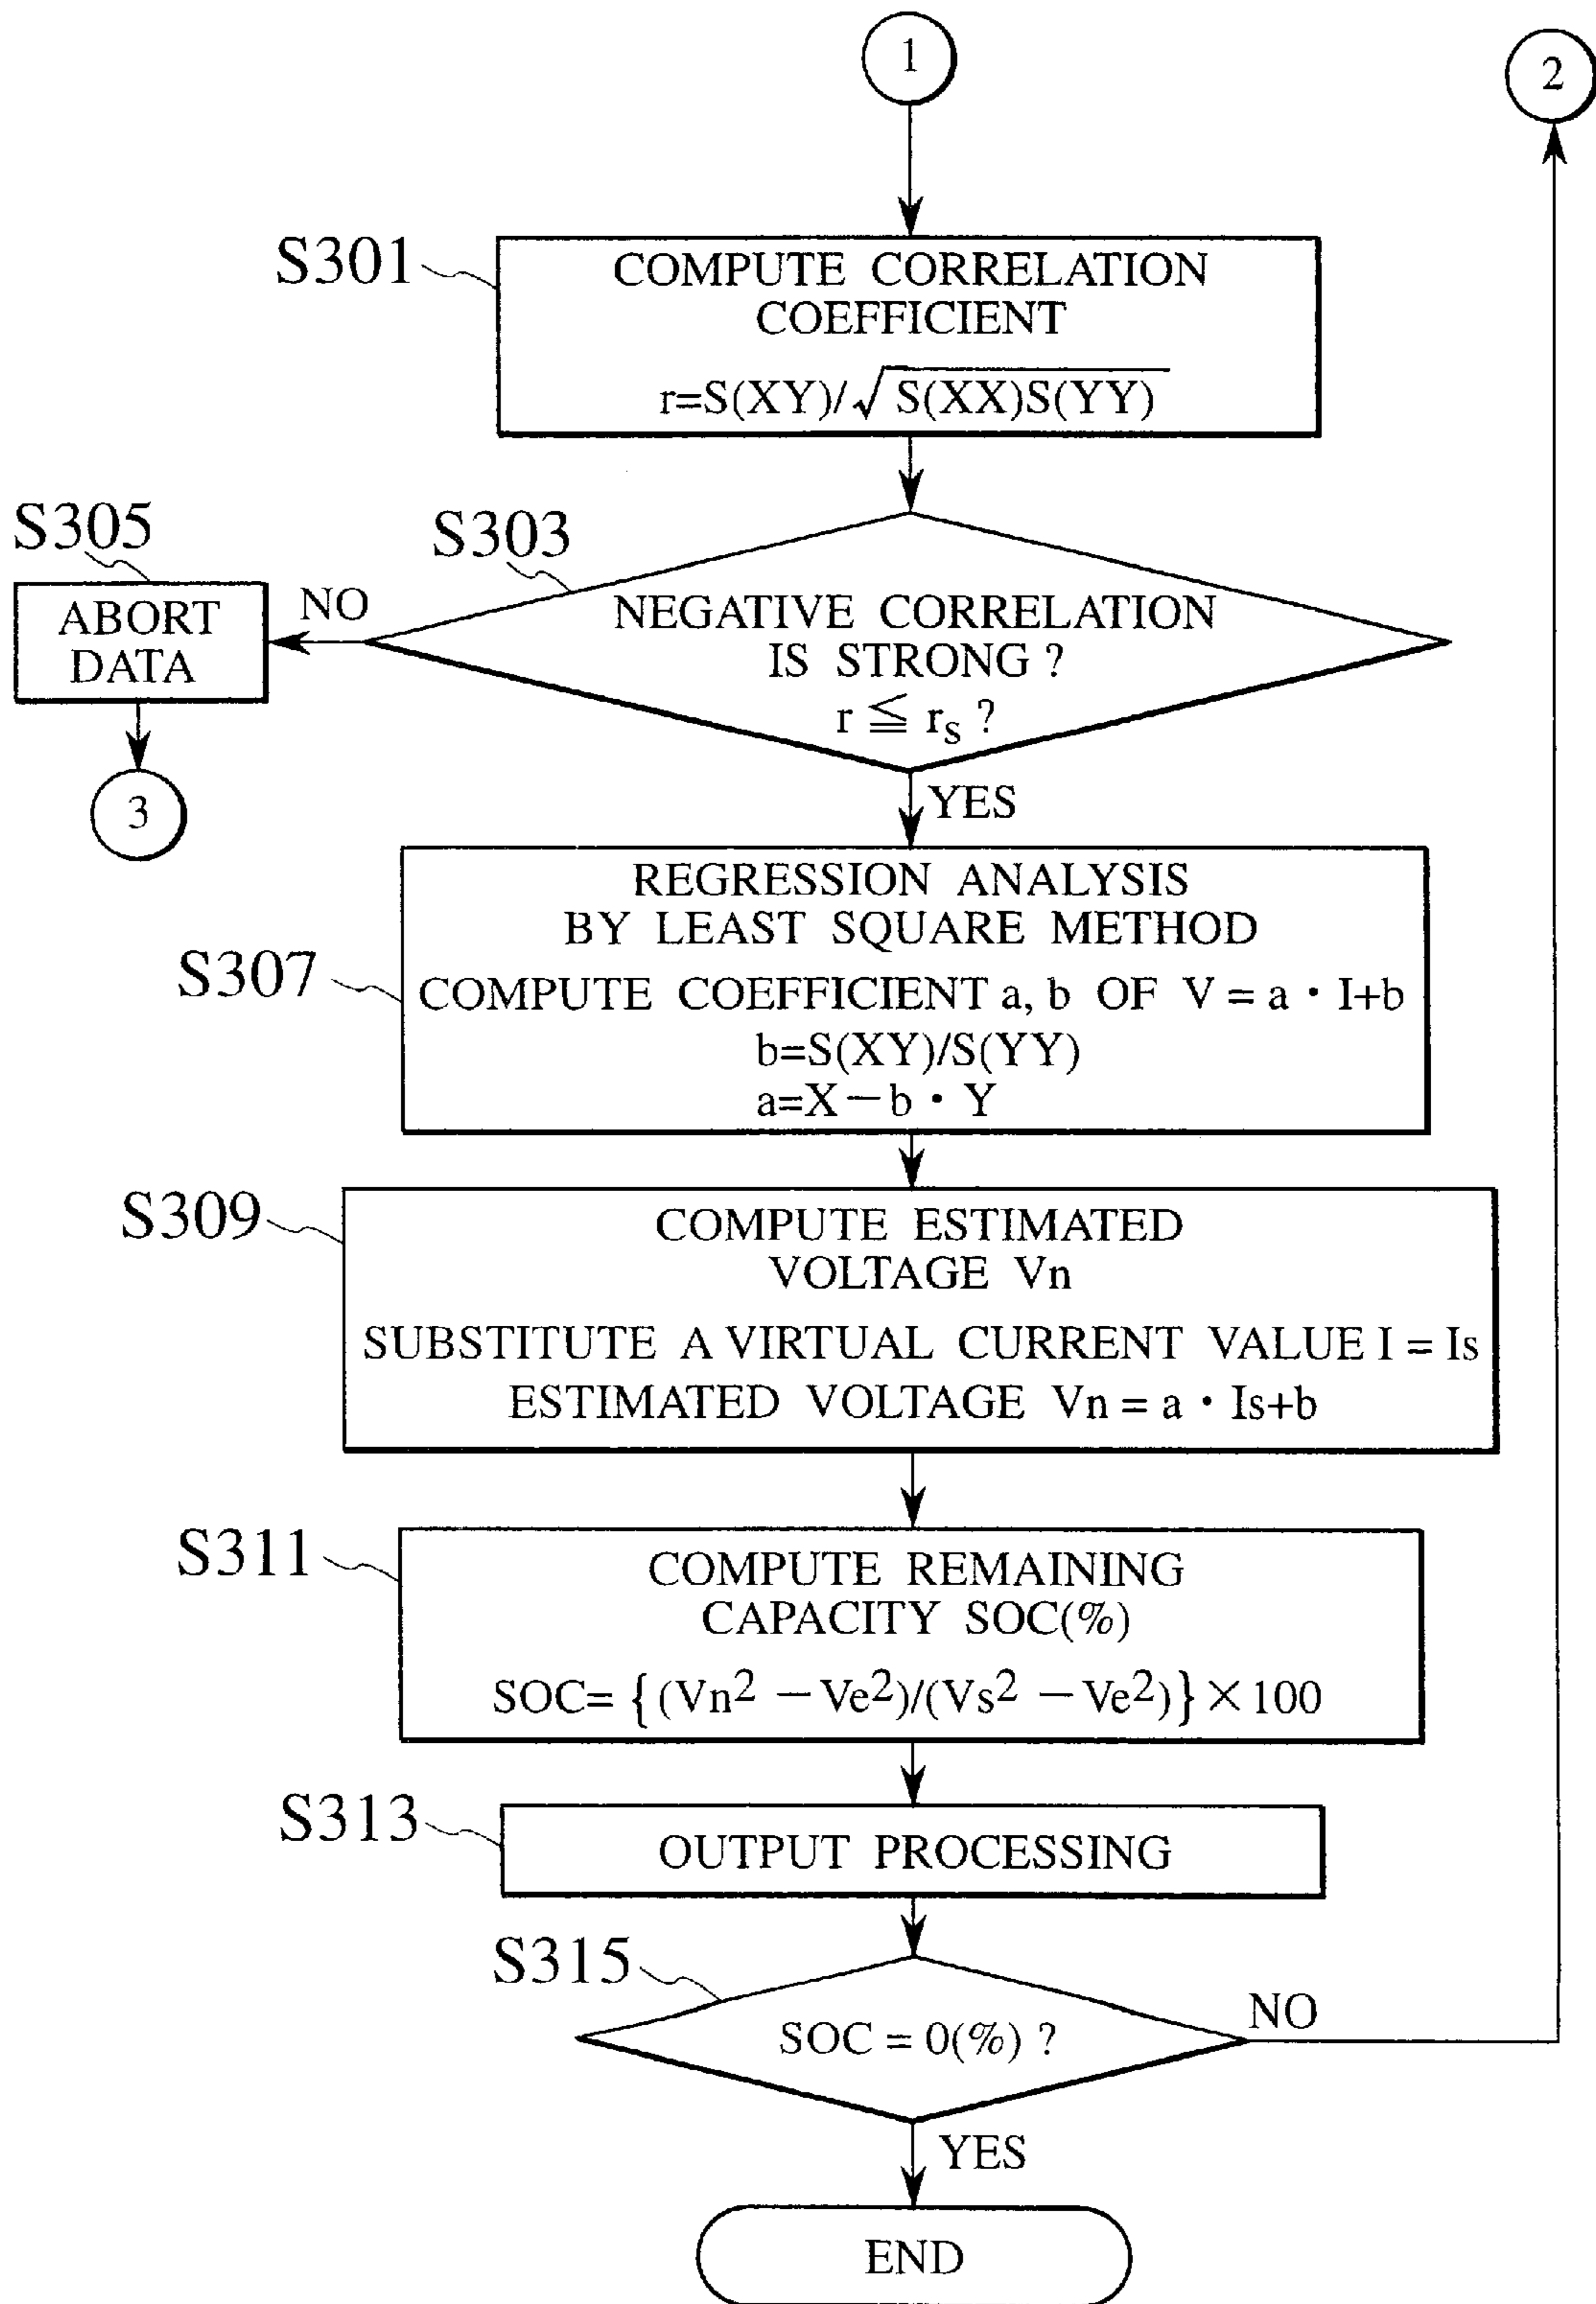 1
2
S301
COMPUTE CORRELATION
COEFFICIENT
r=S(XY)/√S(XX)S(YY)
S305
S303
ABORT
DATA
NO
NEGATIVE CORRELATION
IS STRONG ?
r ≦ rs ?
3
YES
S307
REGRESSION ANALYSIS
BY LEAST SQUARE METHOD
COMPUTE COEFFICIENT a, b OF V = a · I+b
b=S(XY)/S(YY)
a=X－b · Y
S309
COMPUTE ESTIMATED
VOLTAGE Vn
SUBSTITUTE A VIRTUAL CURRENT VALUE I = Is
ESTIMATED VOLTAGE Vn = a · Is+b
S311
COMPUTE REMAINING
CAPACITY SOC(%)
SOC= {(Vn² －Ve²)/(Vs² －Ve²)}×100
S313
OUTPUT PROCESSING
S315
SOC = 0(%) ?
NO
YES
END